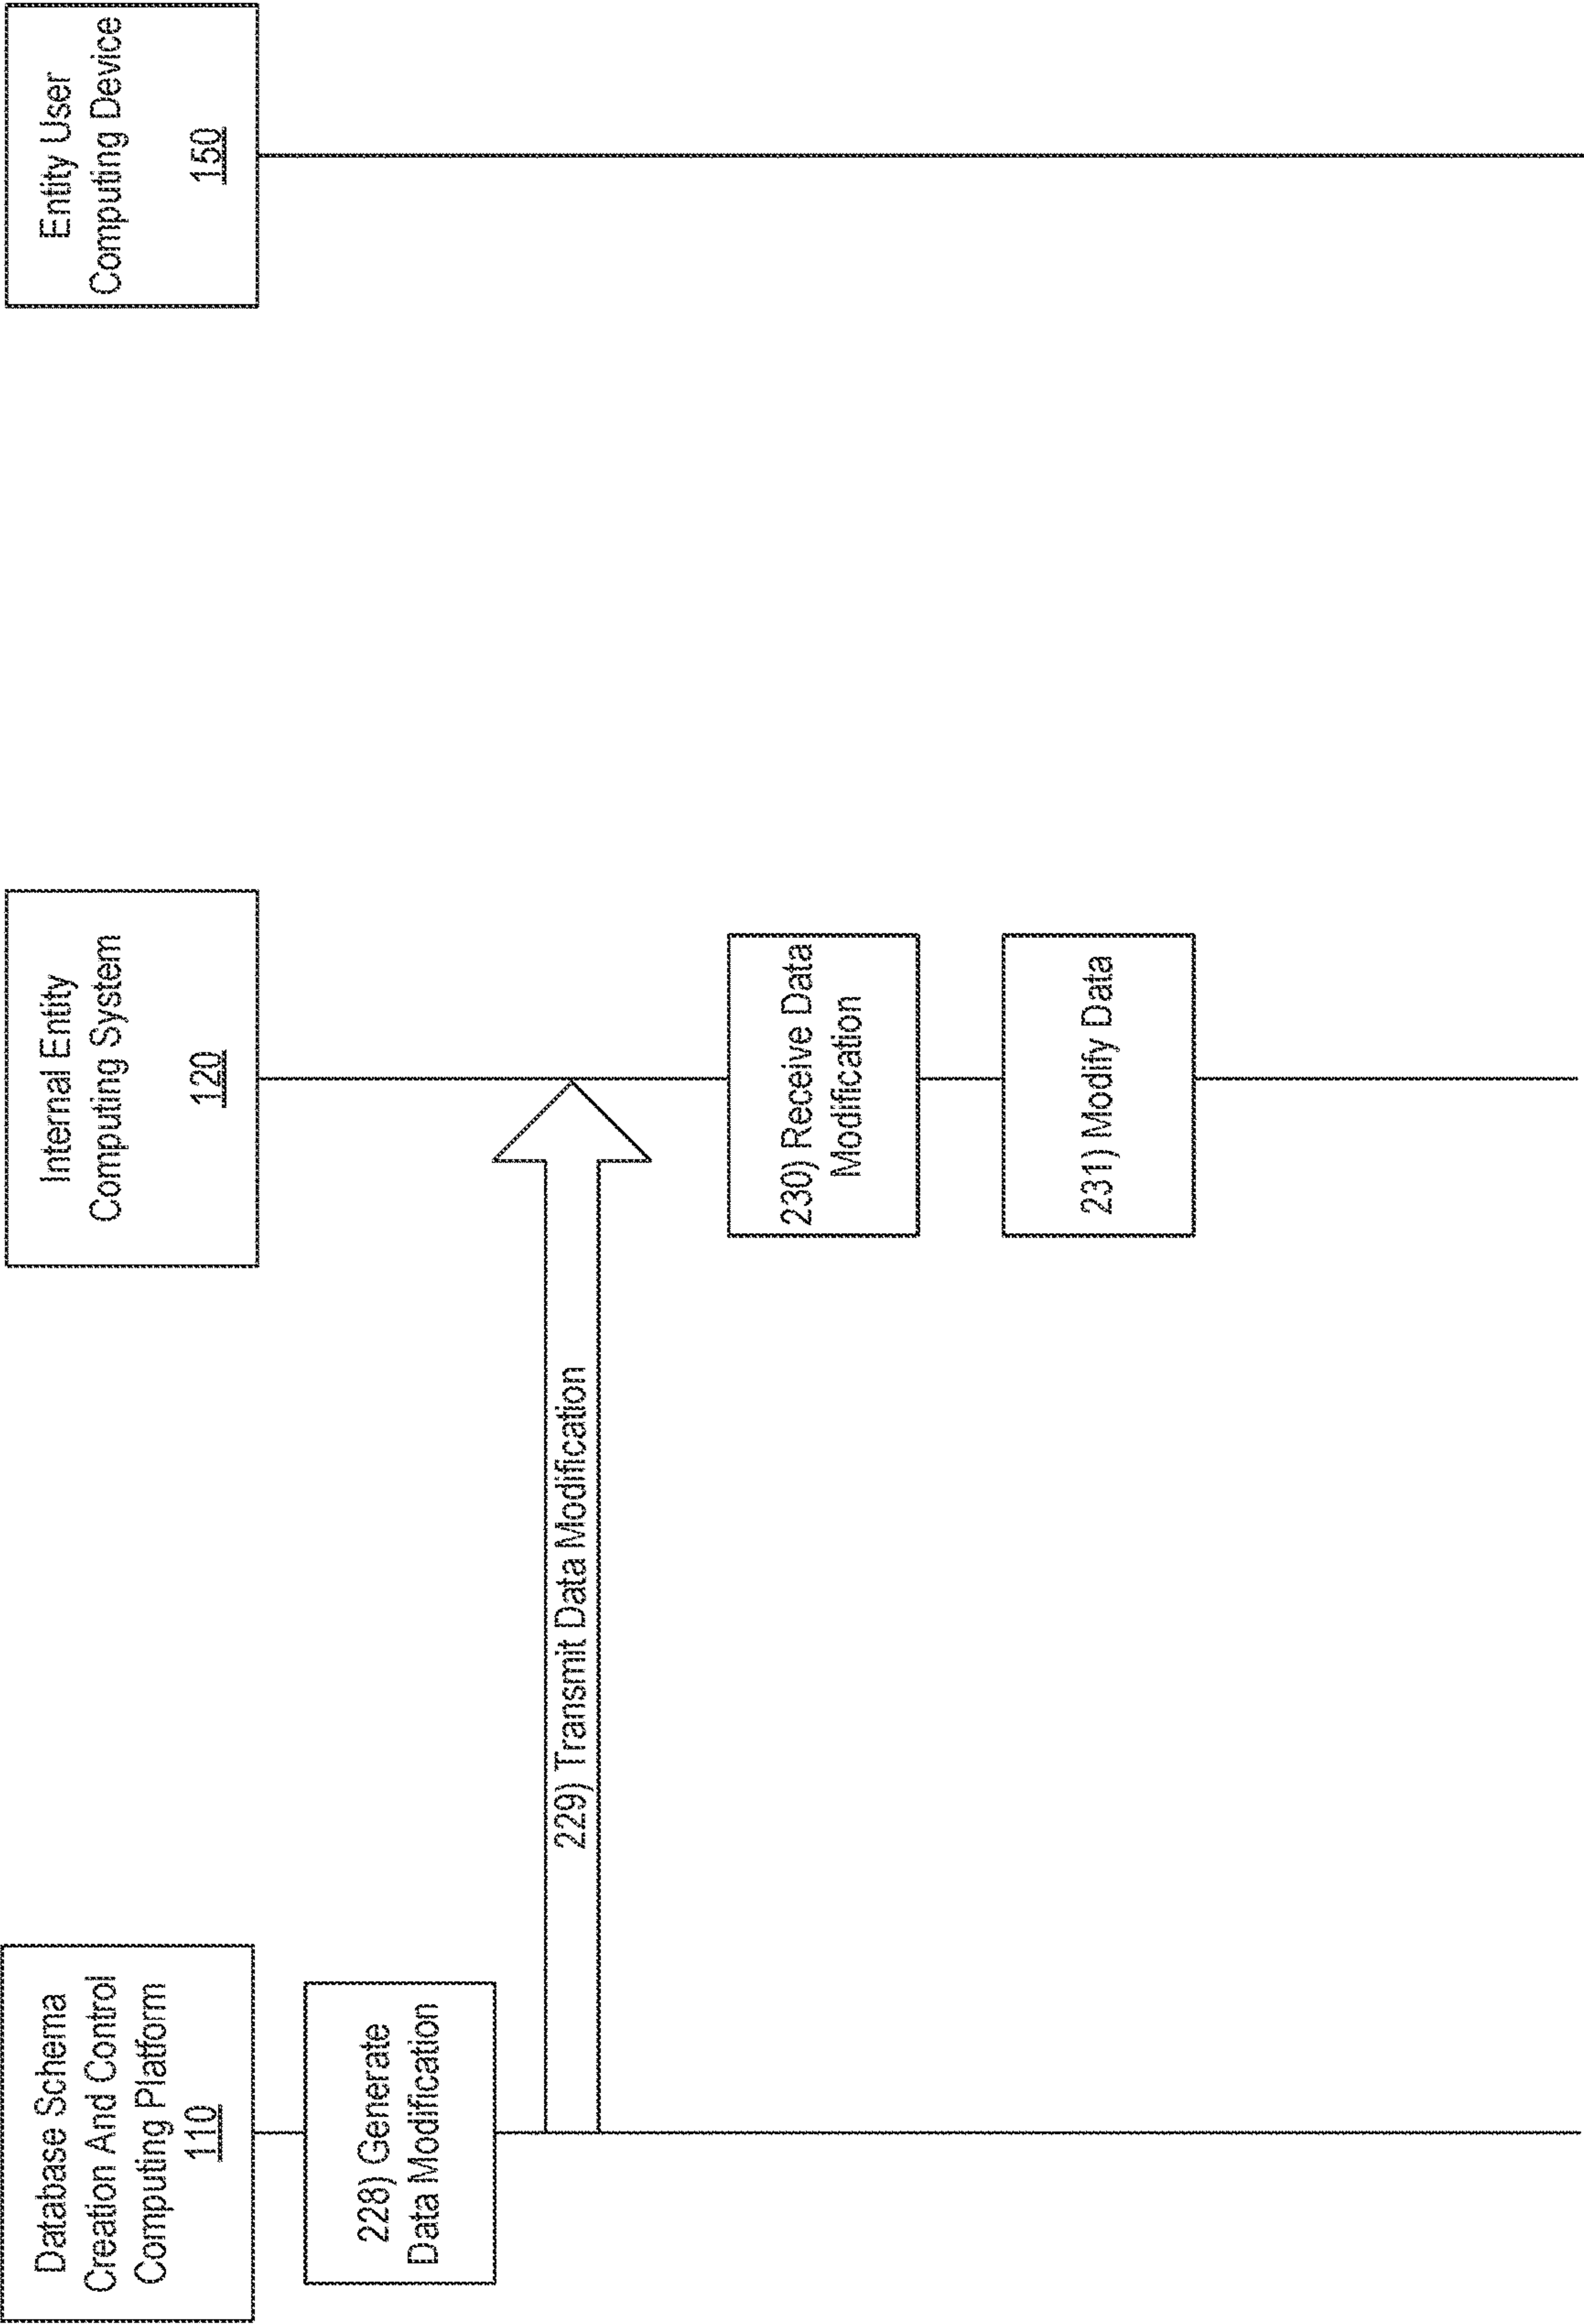 Database Schema
Creation And Control
Computing Platform
110
Internal Entity
Computing System
120
Entity User
Computing Device
150
228) Generate
Data Modification
229) Transmit Data Modification
230) Receive Data
Modification
231) Modify Data